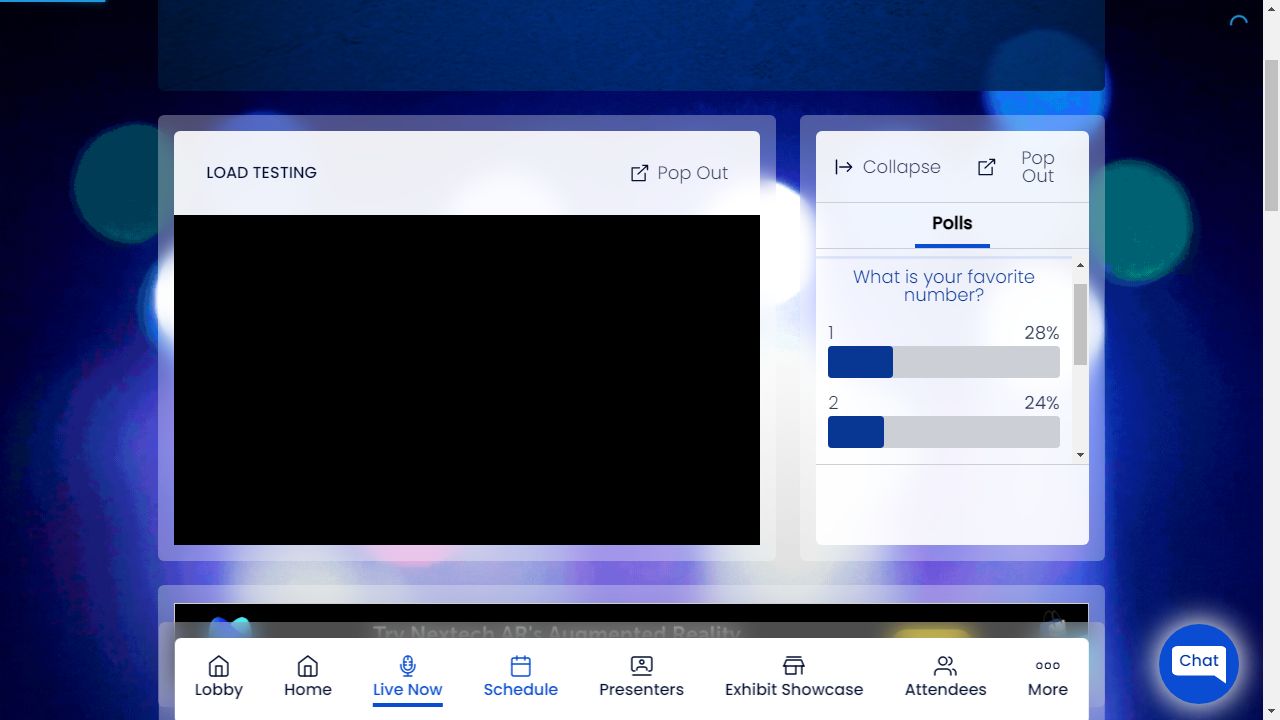 LOAD TESTING
Pop Out
Collapse
Pop
Out
Polls
What is your favorite
number?
1 28%
2 24%
Try Nextech AR's Augmented Reality
Lobby
Home
Live Now
Schedule
Presenters
Exhibit Showcase
Attendees
More
Chat